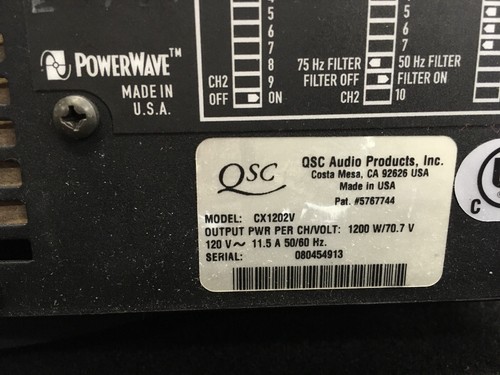 4
5
6
7
8
9
CH2
OFF ON
POWERWAVE™
MADE IN
U.S.A.
4
5
6
7
75 HZ FILTER 50 HZ FILTER
FILTER OFF FILTER ON
CH2 10
QSC
QSC Audio Products, Inc.
Costa Mesa, CA 92626 USA
Made in USA
Pat. #5767744
MODEL: CX1202V
OUTPUT PWR PER CH/VOLT: 1200 W/70.7 V
120 V~ 11.5 A 50/60 Hz.
SERIAL: 080454913
C